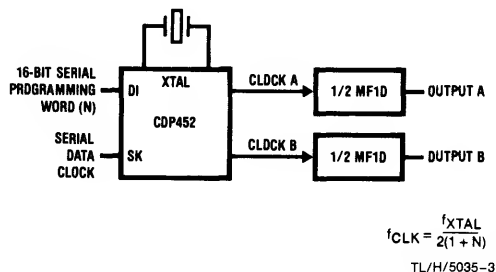 16-BIT SERIAL
PROGRAMMING
WORD (N)
DI
XTAL
CDP452
SERIAL
DATA
CLOCK
SK
CLOCK A
1/2 MF10
OUTPUT A
CLOCK B
1/2 MF10
OUTPUT B
fCLK = fXTAL / 2(1 + N)
TL/H/5035–3